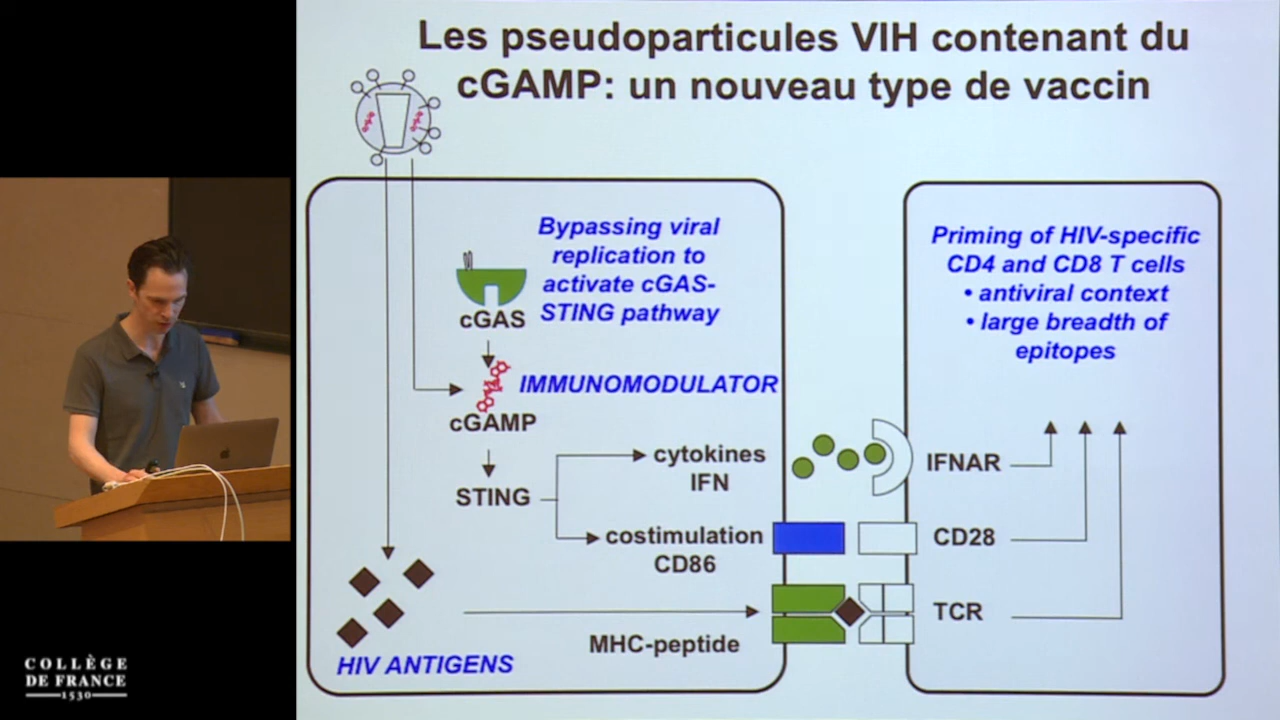 Les pseudoparticules VIH contenant du
cGAMP: un nouveau type de vaccin
Bypassing viral
replication to
activate cGAS-
STING pathway
cGAS
IMMUNOMODULATOR
cGAMP
STING
cytokines
IFN
costimulation
CD86
MHC-peptide
HIV ANTIGENS
Priming of HIV-specific
CD4 and CD8 T cells
• antiviral context
• large breadth of
epitopes
IFNAR
CD28
TCR
COLLÈGE
DE FRANCE
1530